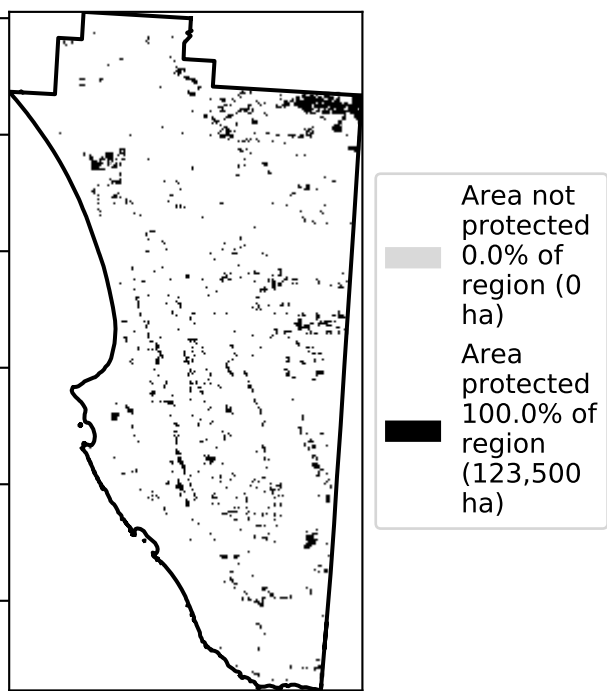 Area not
protected
0.0% of
region (0
ha)
Area
protected
100.0% of
region
(123,500
ha)